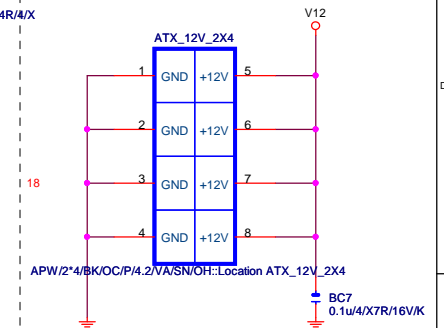 4R/4/X
V12
ATX_12V_2X4
1 GND +12V 5
2 GND +12V 6
3 GND +12V 7
18
4 GND +12V 8
APW/2*4/BK/OC/P/4.2/VA/SN/OH::Location ATX_12V_2X4
BC7
0.1u/4/X7R/16V/K